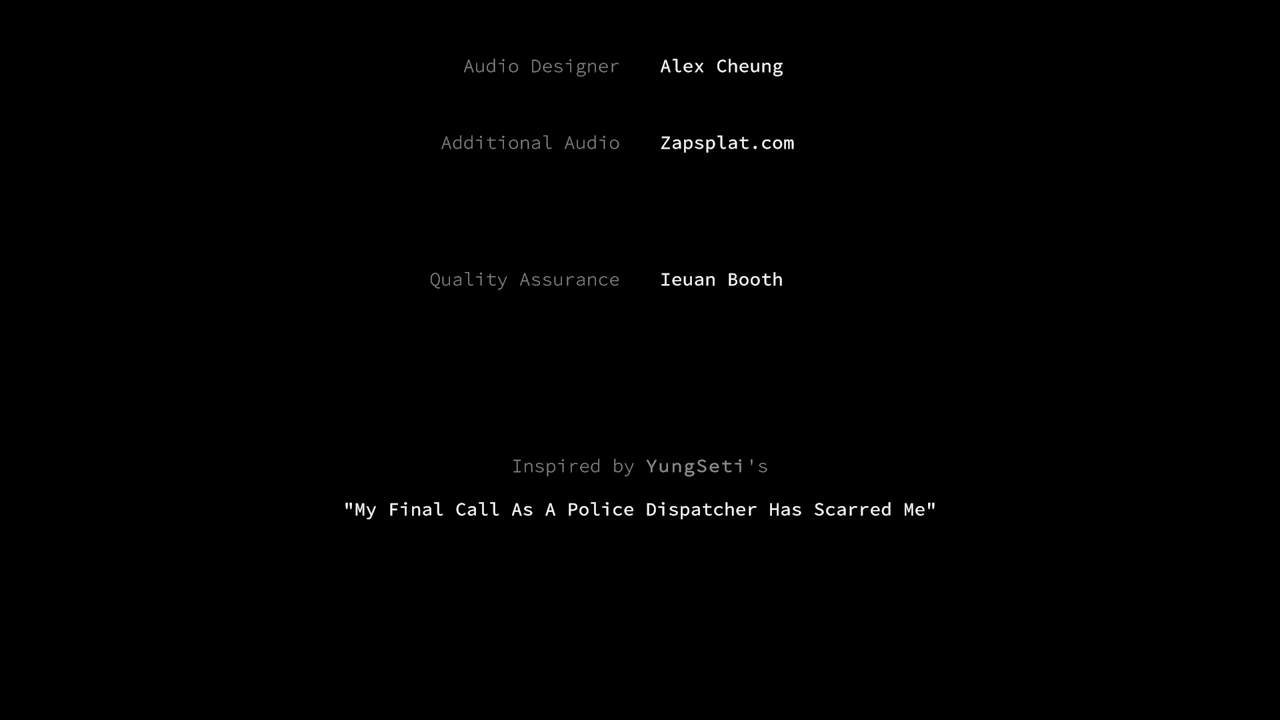 Audio Designer Alex Cheung
Additional Audio Zapsplat.com
Quality Assurance Ieuan Booth
Inspired by YungSeti's
"My Final Call As A Police Dispatcher Has Scarred Me"